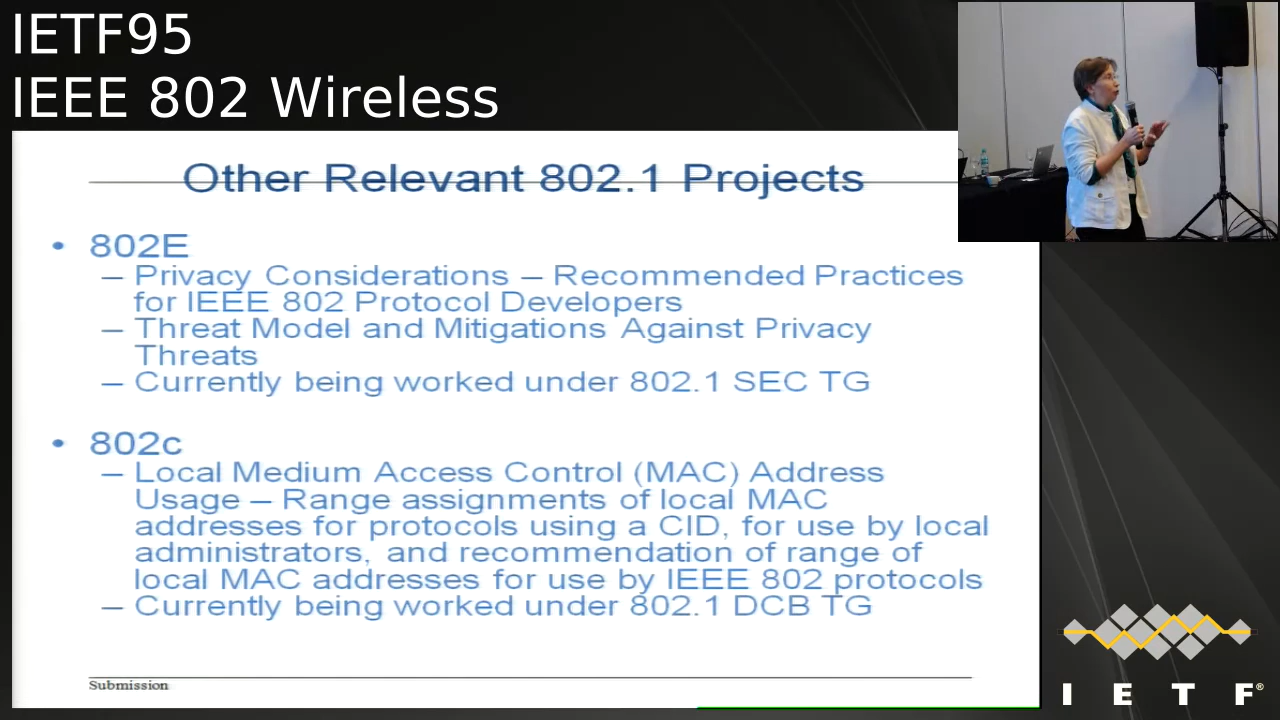 IETF95
IEEE 802 Wireless
Other Relevant 802.1 Projects
• 802E
– Privacy Considerations – Recommended Practices
for IEEE 802 Protocol Developers
– Threat Model and Mitigations Against Privacy
Threats
– Currently being worked under 802.1 SEC TG
• 802c
– Local Medium Access Control (MAC) Address
Usage – Range assignments of local MAC
addresses for protocols using a CID, for use by local
administrators, and recommendation of range of
local MAC addresses for use by IEEE 802 protocols
– Currently being worked under 802.1 DCB TG
Submission
I E T F®